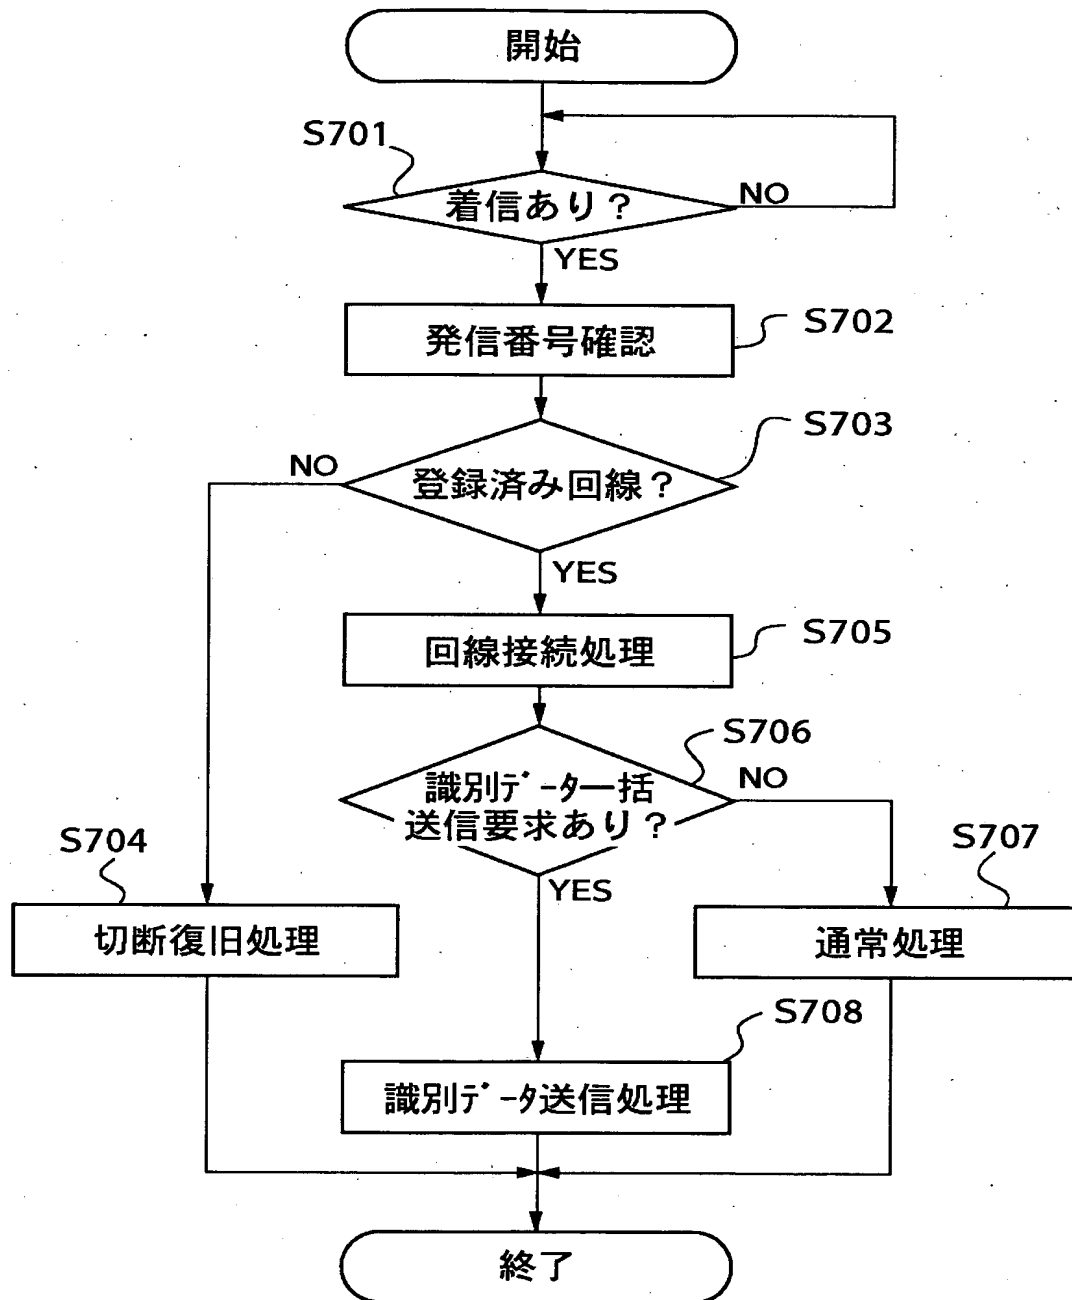 開始
S701
着信あり？
NO
YES
発信番号確認
S702
S703
NO
登録済み回線？
YES
回線接続処理
S705
S706
識別ﾃﾞｰﾀ一括
送信要求あり？
NO
YES
S704
切断復旧処理
S707
通常処理
S708
識別ﾃﾞｰﾀ送信処理
終了